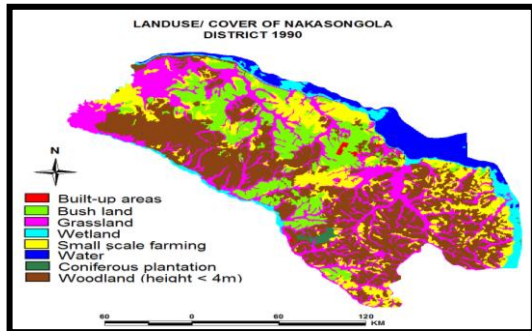 LANDUSE/ COVER OF NAKASONGOLA
DISTRICT 1990
N
Built-up areas
Bush land
Grassland
Wetland
Small scale farming
Water
Coniferous plantation
Woodland (height < 4m)
60 0 60 120
KM